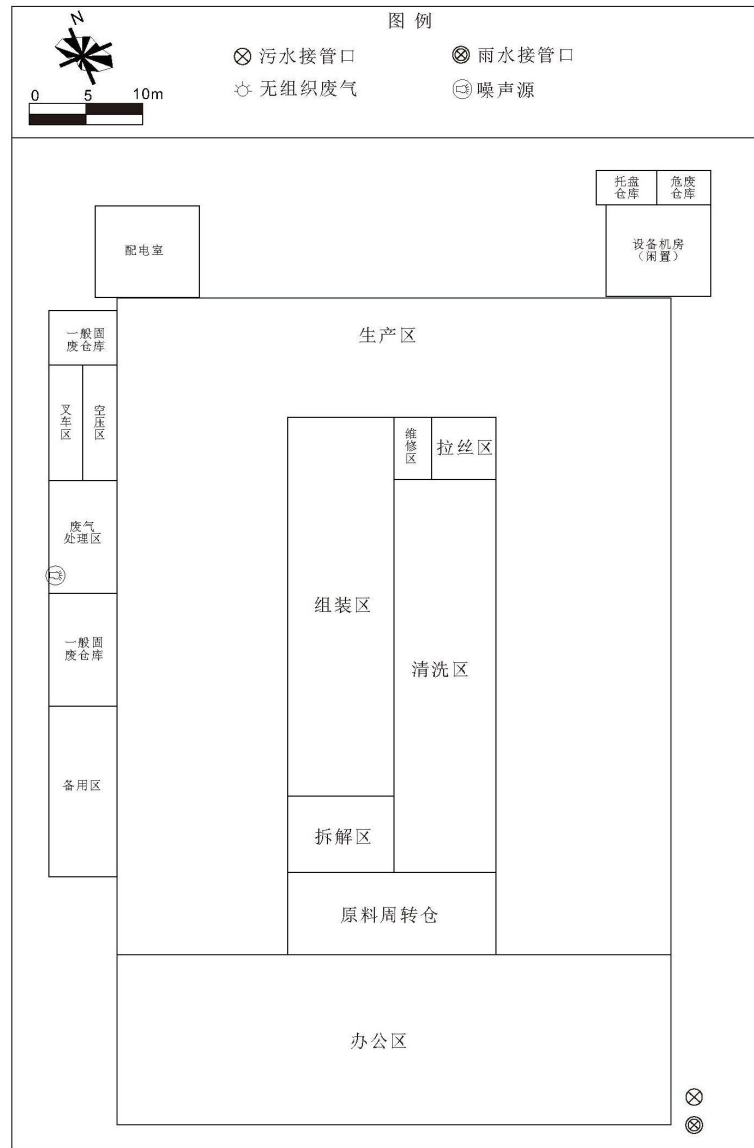 N
图 例
污水接管口
雨水接管口
0 5 10m
无组织废气
噪声源
托盘
仓库
危废
仓库
配电室
设备机房
（闲置）
一般固
废仓库
生产区
叉车区
空压区
维修区
拉丝区
废气
处理区
组装区
一般固
废仓库
清洗区
备用区
拆解区
原料周转仓
办公区